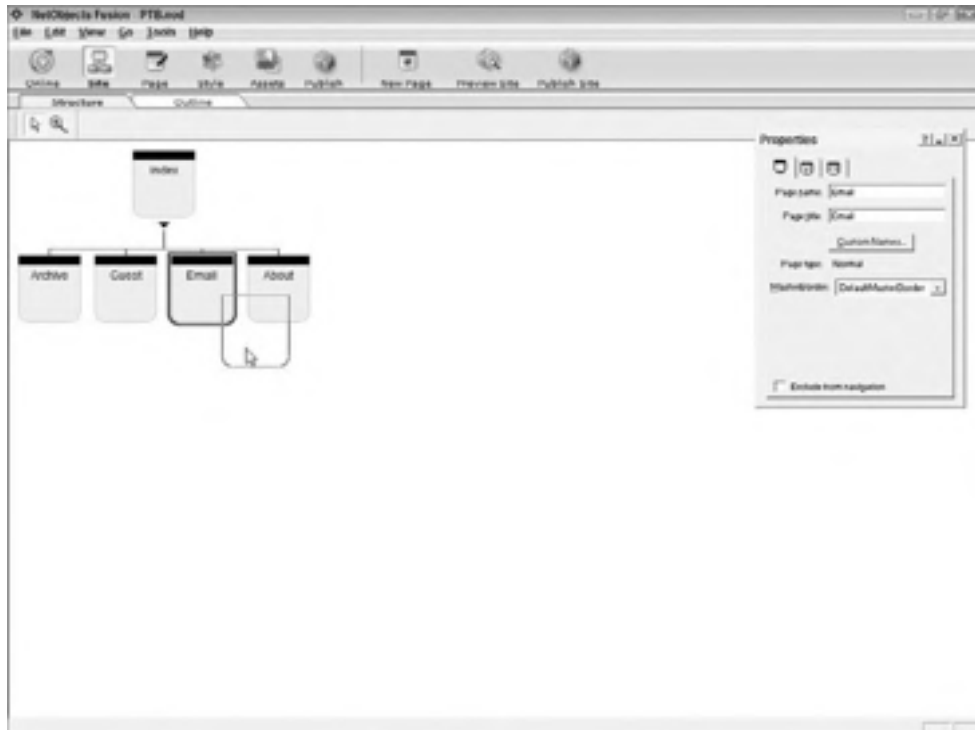 NetObjects Fusion - PTB.nod
File Edit View Go Tools Help
Online Site Page Style Assets Publish New Page Preview Site Publish Site
Structure Outline
Properties
Page name: Email
Page title: Email
Custom Names...
Page type: Normal
MasterBorder: DefaultMasterBorder
Exclude from navigation
Index
Archive Guest Email About